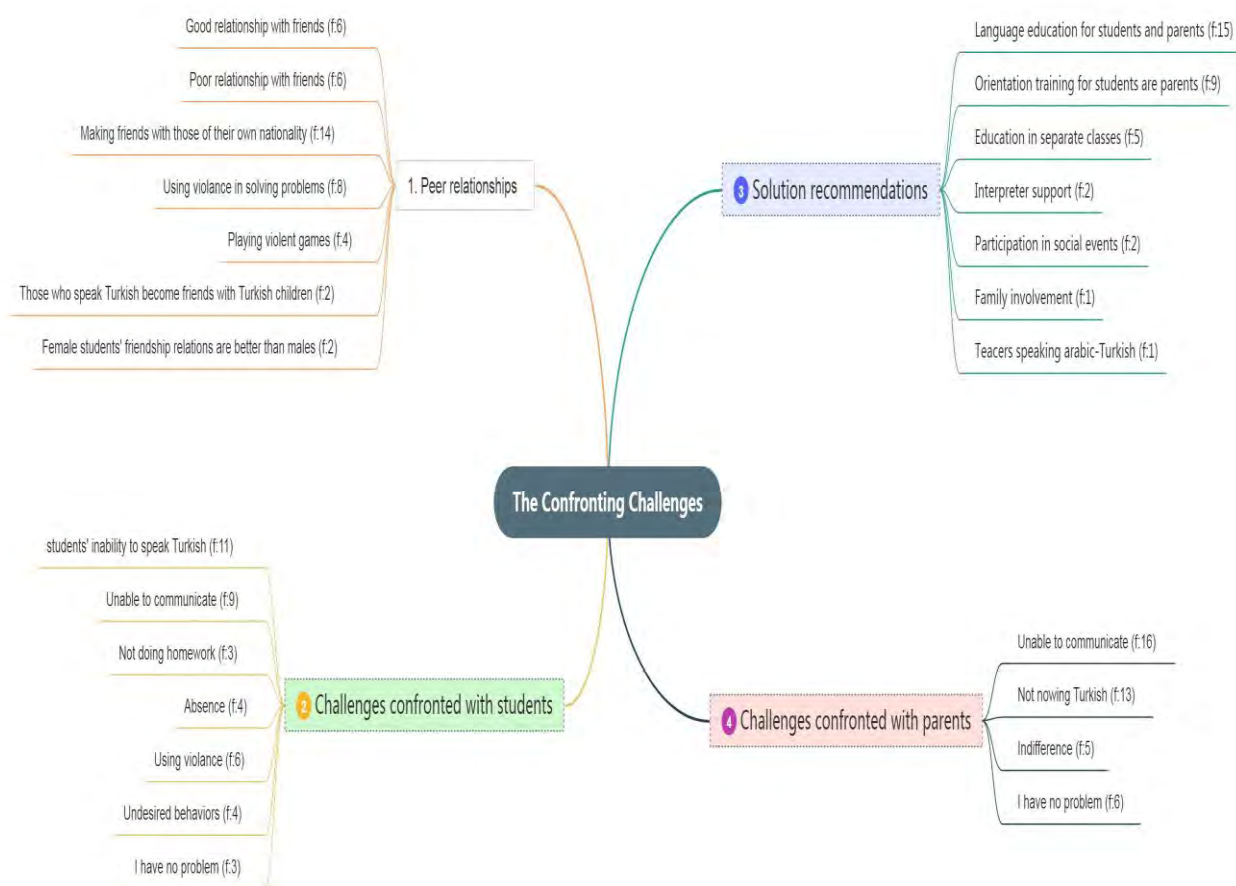 Good relationship with friends (f:6)
Poor relationship with friends (f:6)
Making friends with those of their own nationality (f:14)
Using violance in solving problems (f:8)
Playing violent games (f:4)
Those who speak Turkish become friends with Turkish children (f:2)
Female students' friendship relations are better than males (f:2)
1. Peer relationships
3 Solution recommendations
Language education for students and parents (f:15)
Orientation training for students are parents (f:9)
Education in separate classes (f:5)
Interpreter support (f:2)
Participation in social events (f:2)
Family involvement (f:1)
Teacers speaking arabic-Turkish (f:1)
The Confronting Challenges
students' inability to speak Turkish (f:11)
Unable to communicate (f:9)
Not doing homework (f:3)
Absence (f:4)
Using violance (f:6)
Undesired behaviors (f:4)
I have no problem (f:3)
2 Challenges confronted with students
4 Challenges confronted with parents
Unable to communicate (f:16)
Not nowing Turkish (f:13)
Indifference (f:5)
I have no problem (f:6)